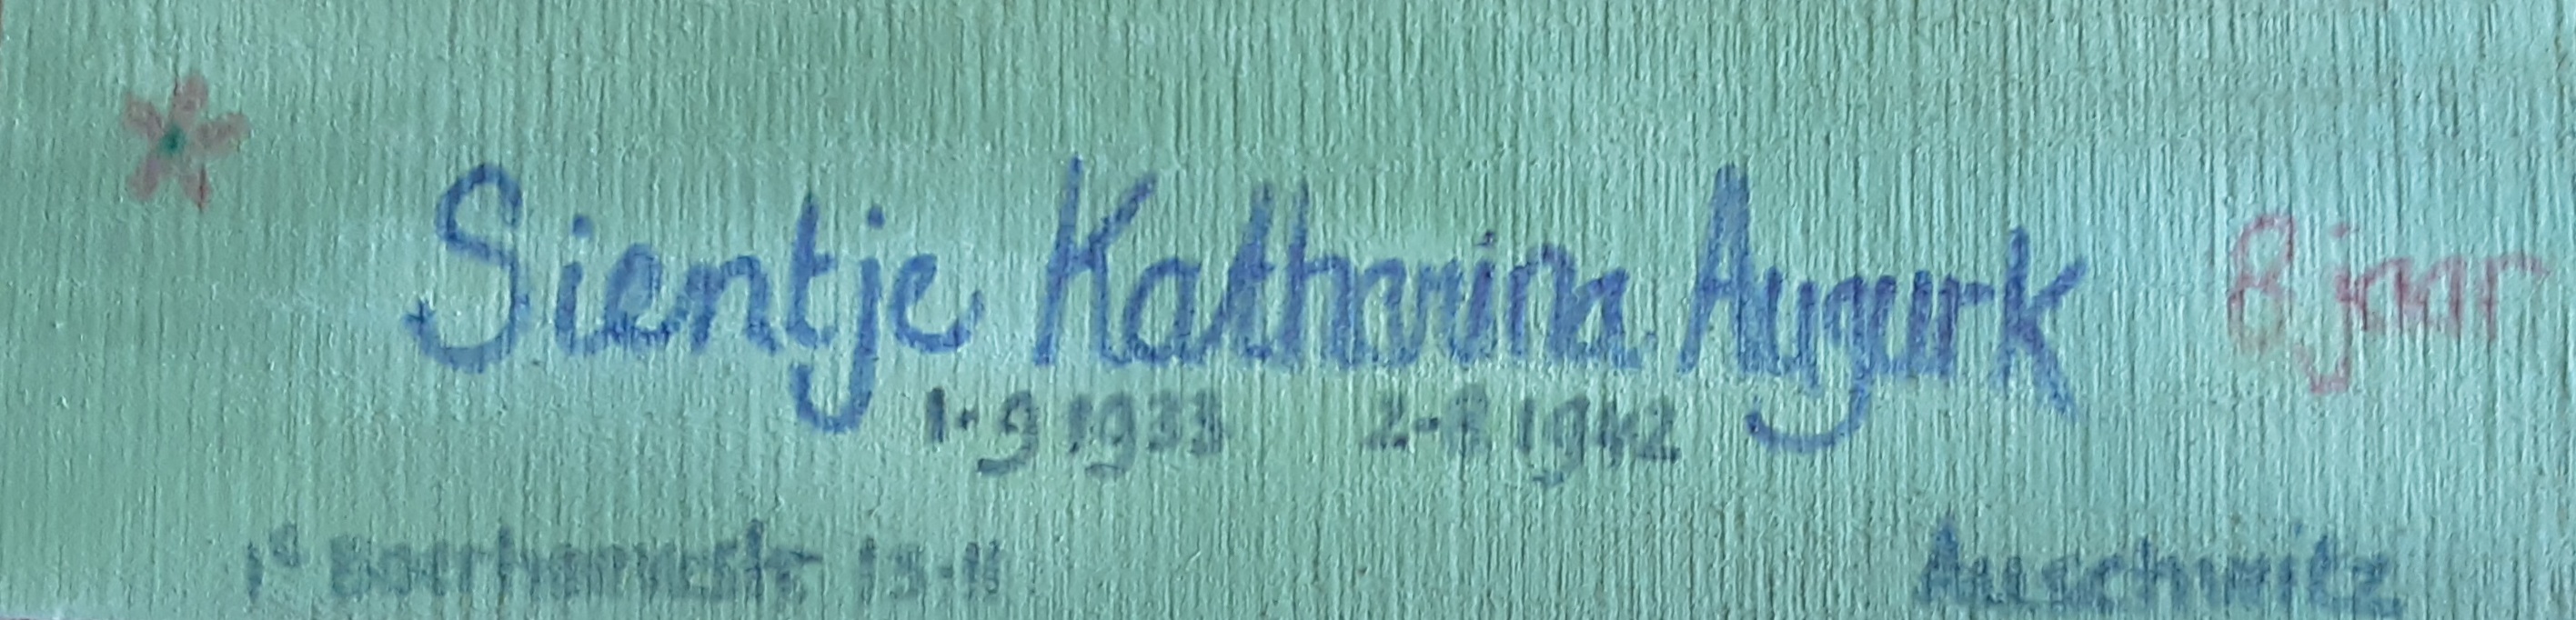 Sientje Katharina Augurk 8 jaar
1-9 1933 2-8 1942
1e Boerhaavestr 13-II
Auschwitz